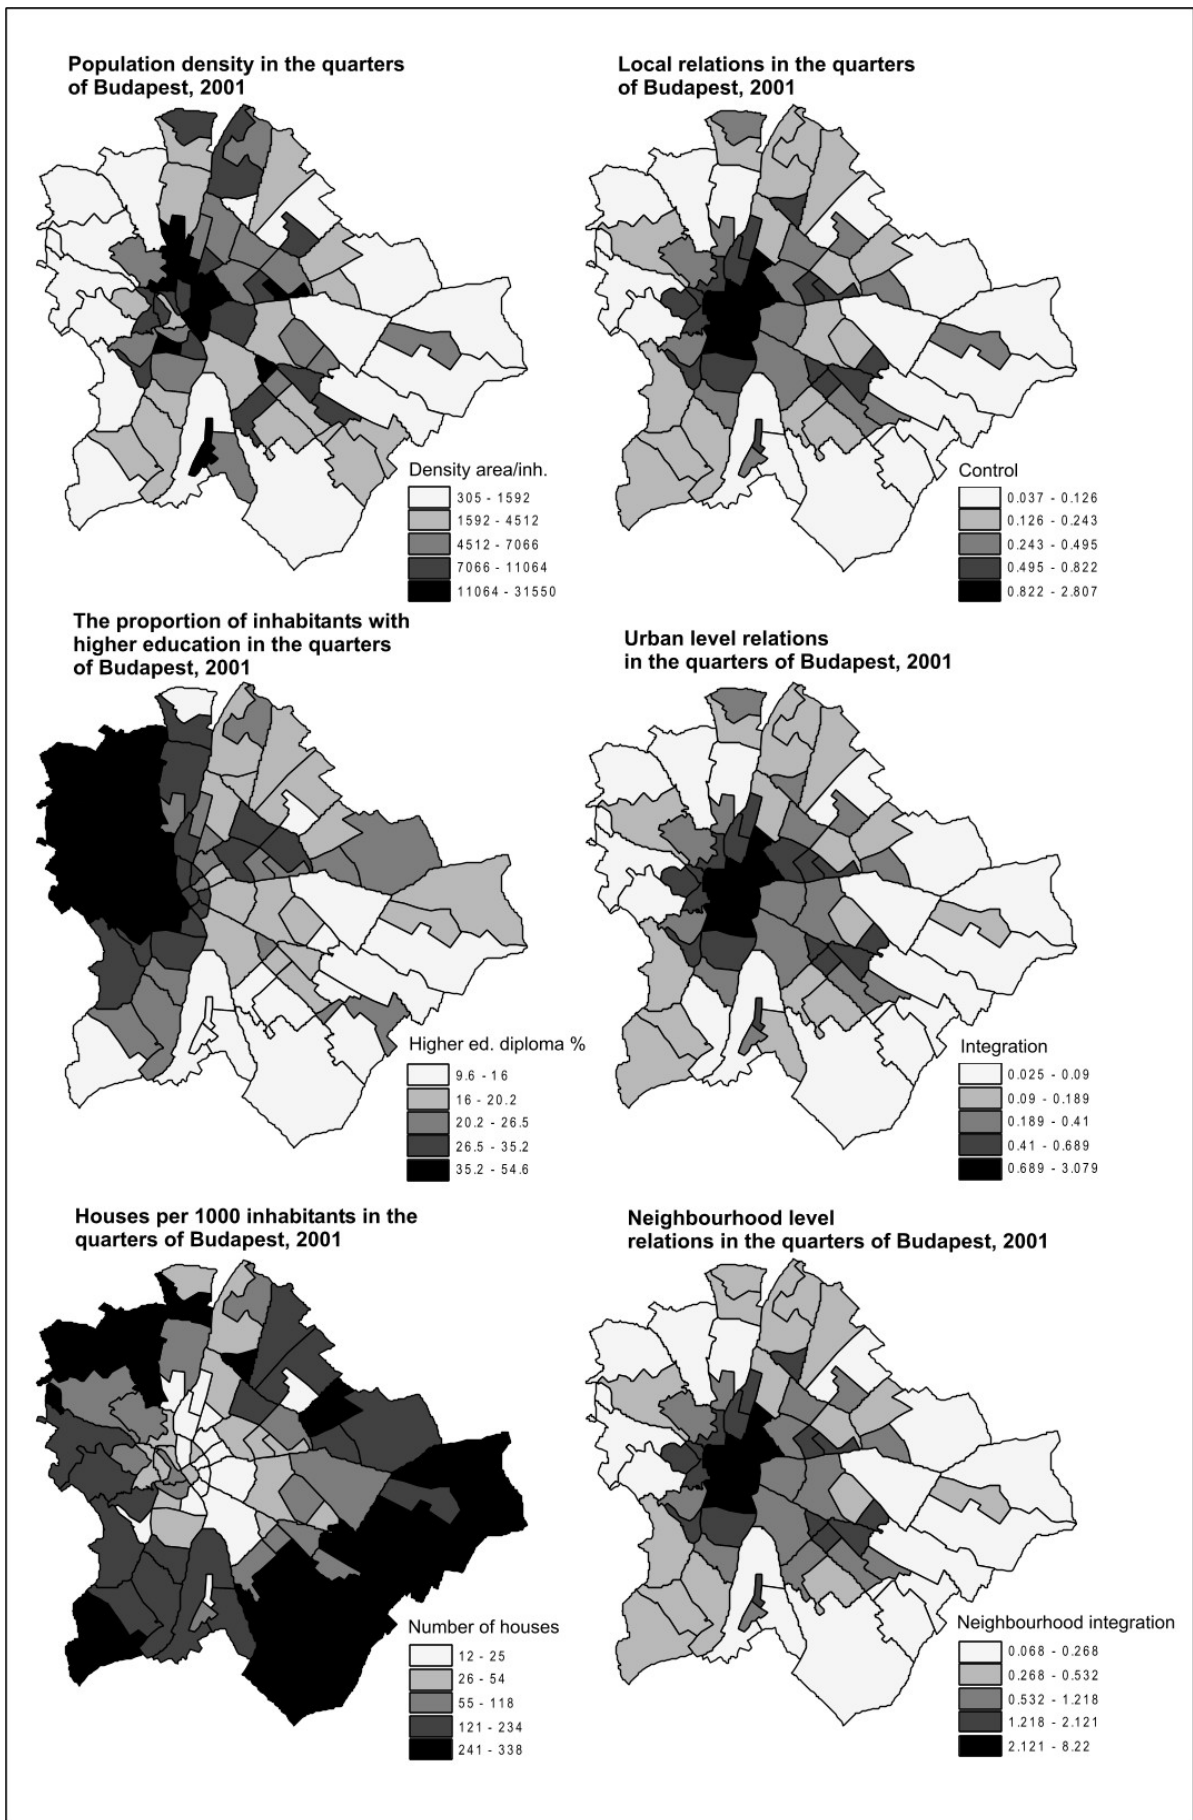 Population density in the quarters
of Budapest, 2001
Density area/inh.
305 - 1592
1592 - 4512
4512 - 7066
7066 - 11064
11064 - 31550
Local relations in the quarters
of Budapest, 2001
Control
0.037 - 0.126
0.126 - 0.243
0.243 - 0.495
0.495 - 0.822
0.822 - 2.807
The proportion of inhabitants with
higher education in the quarters
of Budapest, 2001
Higher ed. diploma %
9.6 - 16
16 - 20.2
20.2 - 26.5
26.5 - 35.2
35.2 - 54.6
Urban level relations
in the quarters of Budapest, 2001
Integration
0.025 - 0.09
0.09 - 0.189
0.189 - 0.41
0.41 - 0.689
0.689 - 3.079
Houses per 1000 inhabitants in the
quarters of Budapest, 2001
Number of houses
12 - 25
26 - 54
55 - 118
121 - 234
241 - 338
Neighbourhood level
relations in the quarters of Budapest, 2001
Neighbourhood integration
0.068 - 0.268
0.268 - 0.532
0.532 - 1.218
1.218 - 2.121
2.121 - 8.22